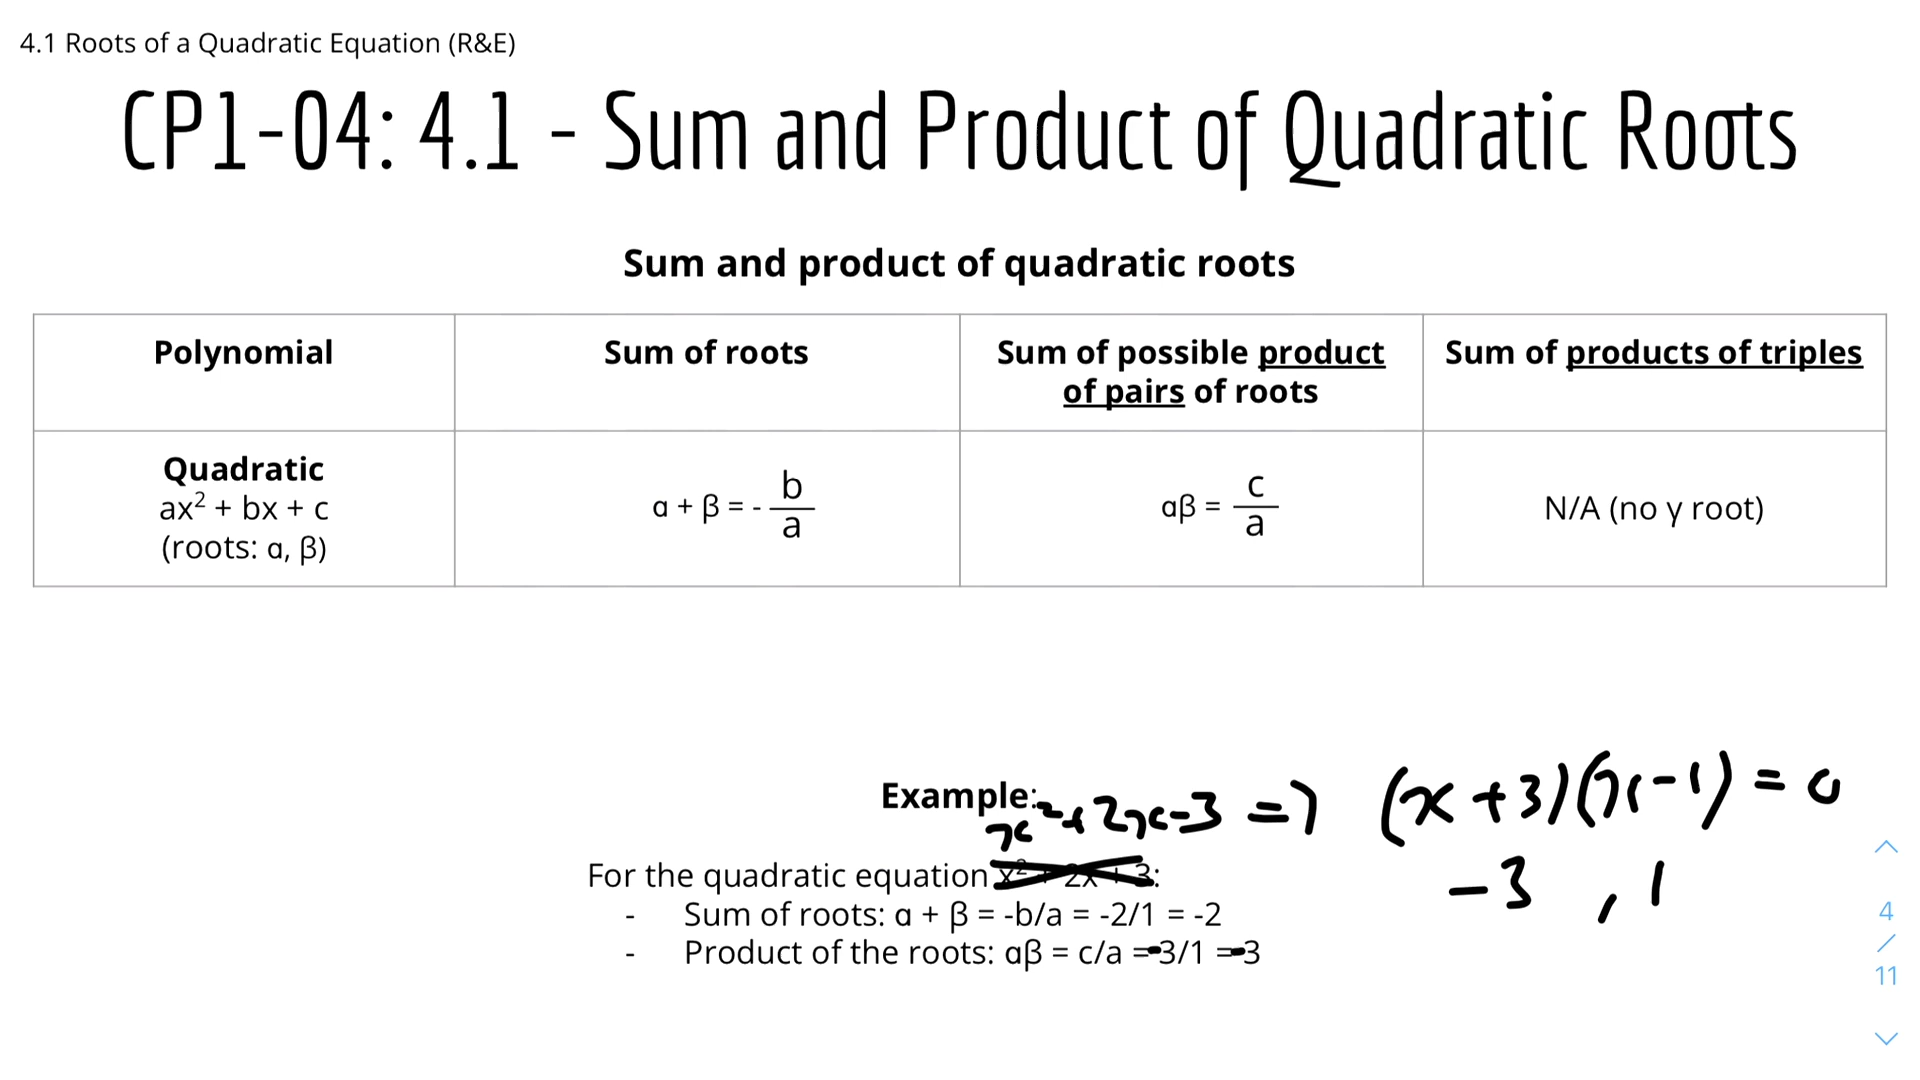 4.1 Roots of a Quadratic Equation (R&E)
CP1-04: 4.1 - Sum and Product of Quadratic Roots
Sum and product of quadratic roots
Polynomial
Sum of roots
Sum of possible product
of pairs of roots
Sum of products of triples
Quadratic
ax² + bx + c
(roots: α, β)
α + β = - b/a
αβ = c/a
N/A (no γ root)
Example:
x²+2x-3 => (x+3)(x-1)=0
-3 , 1
For the quadratic equation x² + 2x + 3:
- Sum of roots: α + β = -b/a = -2/1 = -2
- Product of the roots: αβ = c/a = -3/1 = -3
4
/
11